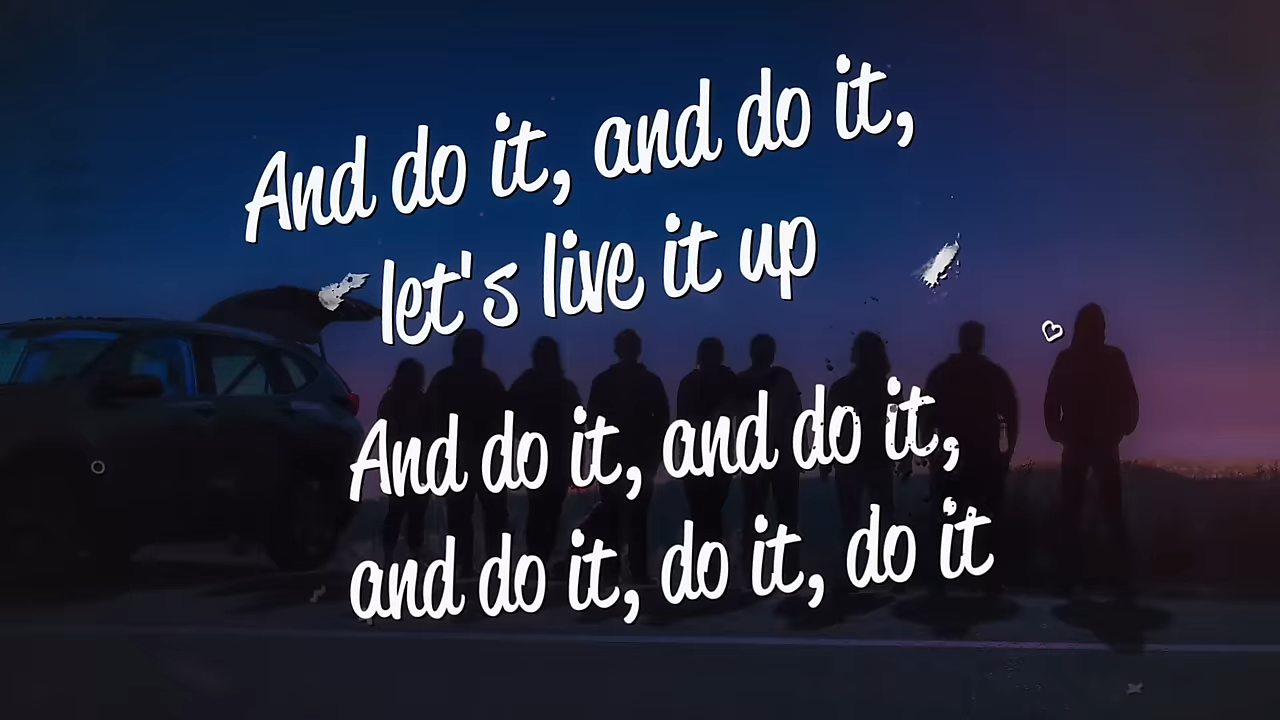 And do it, and do it,
let's live it up
And do it, and do it,
and do it, do it, do it